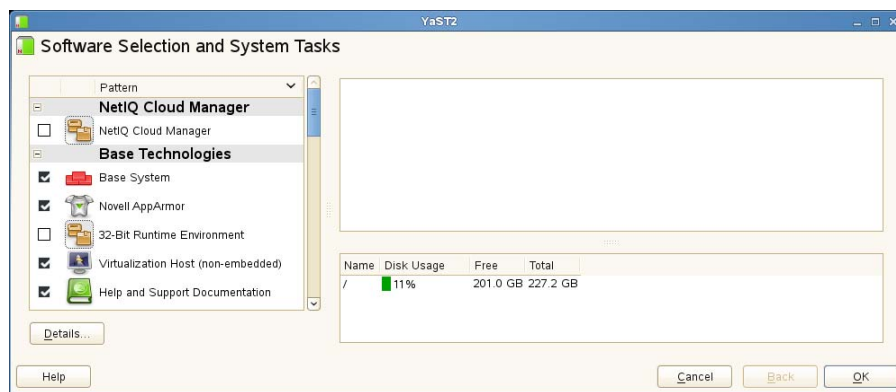 YaST2
Software Selection and System Tasks
Pattern
NetIQ Cloud Manager
NetIQ Cloud Manager
Base Technologies
Base System
Novell AppArmor
32-Bit Runtime Environment
Virtualization Host (non-embedded)
Help and Support Documentation
Name Disk Usage Free Total
/ 11% 201.0 GB 227.2 GB
Details...
Help Cancel Back OK